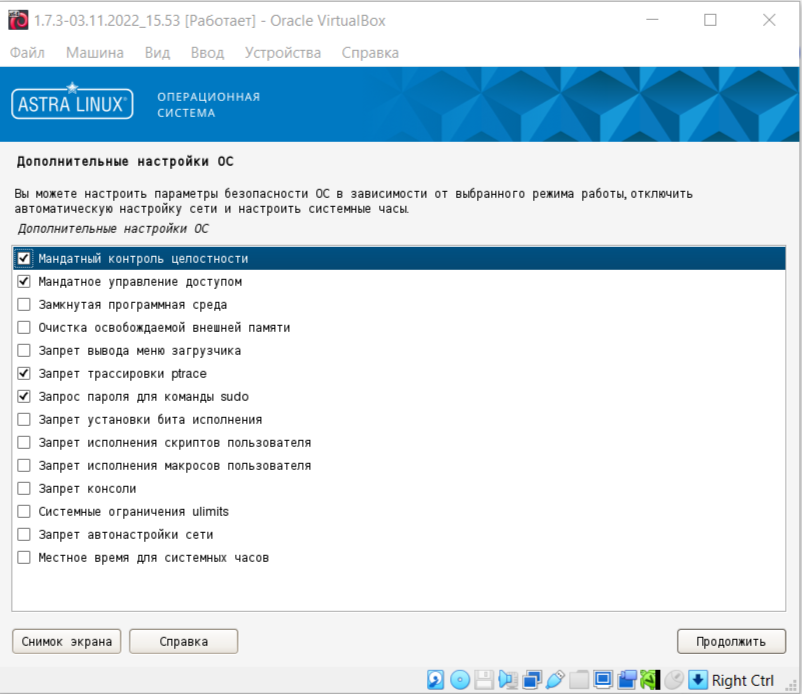 1.7.3-03.11.2022_15.53 [Работает] - Oracle VirtualBox
Файл Машина Вид Ввод Устройства Справка
ASTRA LINUX® ОПЕРАЦИОННАЯ
СИСТЕМА
Дополнительные настройки ОС
Вы можете настроить параметры безопасности ОС в зависимости от выбранного режима работы, отключить
автоматическую настройку сети и настроить системные часы.
Дополнительные настройки ОС
Мандатный контроль целостности
Мандатное управление доступом
Замкнутая программная среда
Очистка освобождаемой внешней памяти
Запрет вывода меню загрузчика
Запрет трассировки ptrace
Запрос пароля для команды sudo
Запрет установки бита исполнения
Запрет исполнения скриптов пользователя
Запрет исполнения макросов пользователя
Запрет консоли
Системные ограничения ulimits
Запрет автонастройки сети
Местное время для системных часов
Снимок экрана Справка Продолжить
Right Ctrl